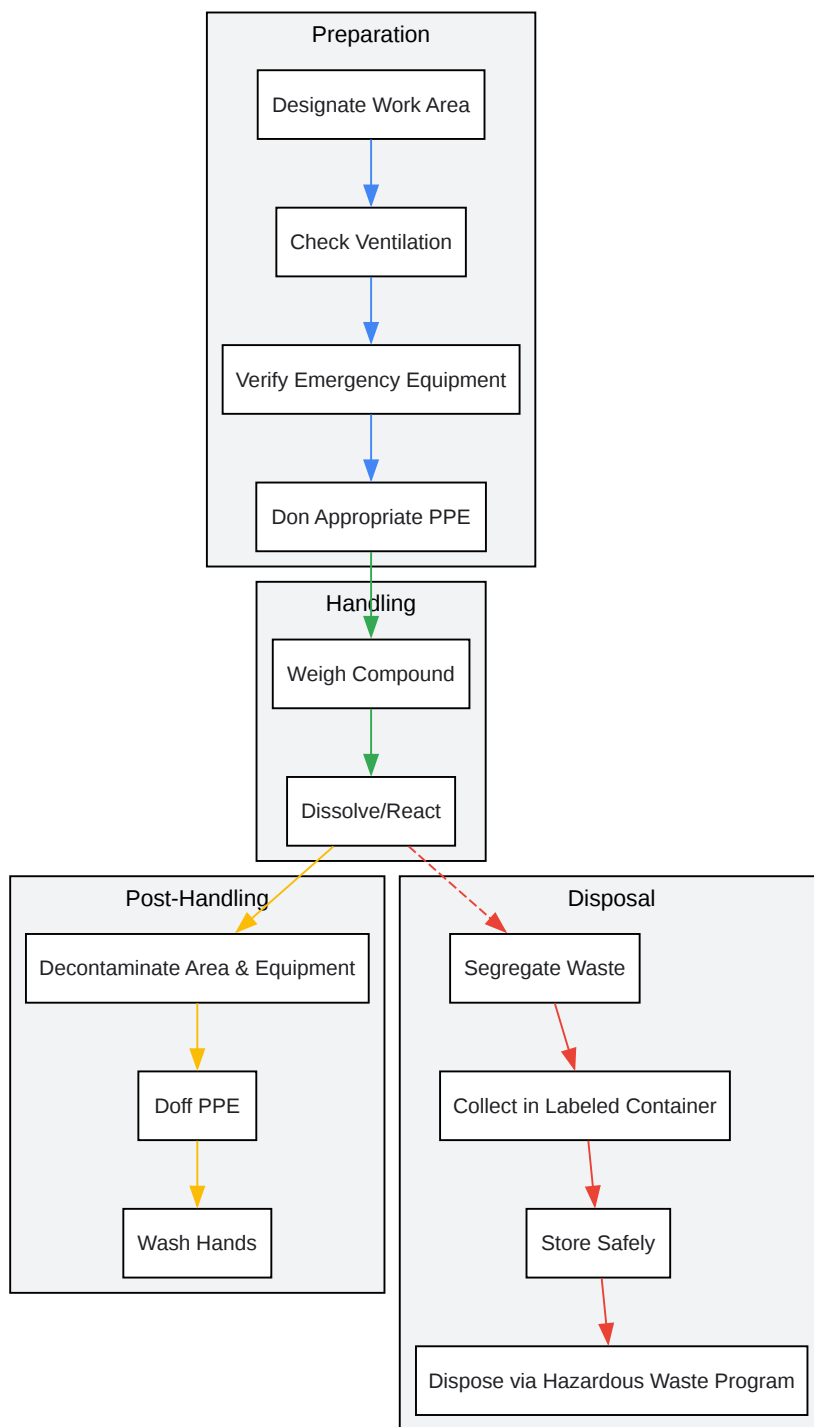 Preparation
Designate Work Area
Check Ventilation
Verify Emergency Equipment
Don Appropriate PPE
Handling
Weigh Compound
Dissolve/React
Post-Handling
Decontaminate Area & Equipment
Doff PPE
Wash Hands
Disposal
Segregate Waste
Collect in Labeled Container
Store Safely
Dispose via Hazardous Waste Program